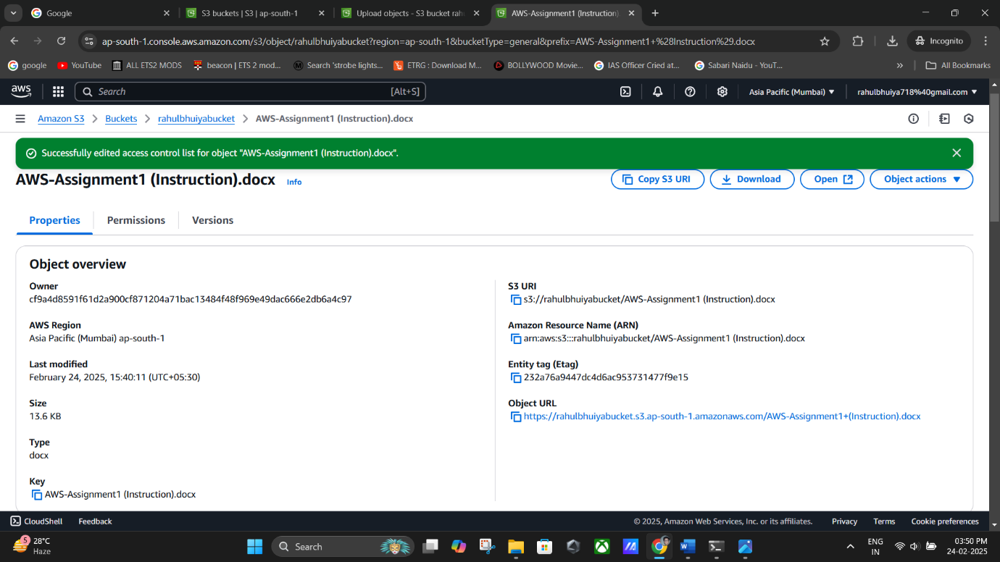 Google
S3 buckets | S3 | ap-south-1
Upload objects - S3 bucket rah
AWS-Assignment1 (Instruction).
ap-south-1.console.aws.amazon.com/s3/object/rahulbhuiyabucket?region=ap-south-1&bucketType=general&prefix=AWS-Assignment1+%28Instruction%29.docx
Incognito
google
YouTube
ALL ETS2 MODS
beacon | ETS 2 mod...
Search 'strobe lights...
ETRG : Download M...
BOLLYWOOD Movie...
IAS Officer Cried at...
Sabari Naidu - YouT...
All Bookmarks
aws
Search
[Alt+S]
Asia Pacific (Mumbai)
rahulbhuiya718%40gmail.com
Amazon S3
Buckets
rahulbhuiyabucket
AWS-Assignment1 (Instruction).docx
Successfully edited access control list for object "AWS-Assignment1 (Instruction).docx".
AWS-Assignment1 (Instruction).docx
Info
Copy S3 URI
Download
Open
Object actions
Properties
Permissions
Versions
Object overview
Owner
cf9a4d8591f61d2a900cf871204a71bac13484f48f969e49dac666e2db6a4c97
AWS Region
Asia Pacific (Mumbai) ap-south-1
Last modified
February 24, 2025, 15:40:11 (UTC+05:30)
Size
13.6 KB
Type
docx
Key
AWS-Assignment1 (Instruction).docx
S3 URI
s3://rahulbhuiyabucket/AWS-Assignment1 (Instruction).docx
Amazon Resource Name (ARN)
arn:aws:s3:::rahulbhuiyabucket/AWS-Assignment1 (Instruction).docx
Entity tag (Etag)
232a76a9447dc4d6ac953731477f9e15
Object URL
https://rahulbhuiyabucket.s3.ap-south-1.amazonaws.com/AWS-Assignment1+(Instruction).docx
CloudShell
Feedback
© 2025, Amazon Web Services, Inc. or its affiliates.
Privacy
Terms
Cookie preferences
5
28°C
Haze
Search
ENG
IN
03:50 PM
24-02-2025